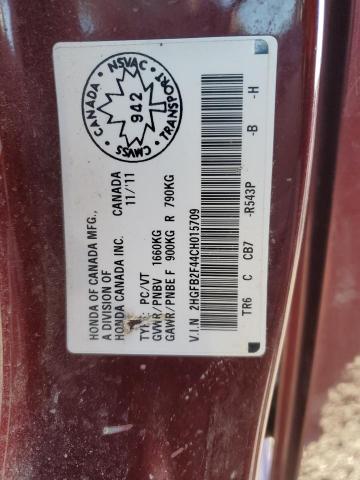 HONDA OF CANADA MFG., CANADA
A DIVISION OF 11/'11
HONDA CANADA INC.
TYPE: PC/VT
GVWR/PNBV 1660KG
GAWR/PNBE F 900KG R 790KG
V.I.N 2HGFB2F44CH015709
TR6 C CB7 -R543P -B -H
CANADA NSVAC TRANSPORT CMVSS
942